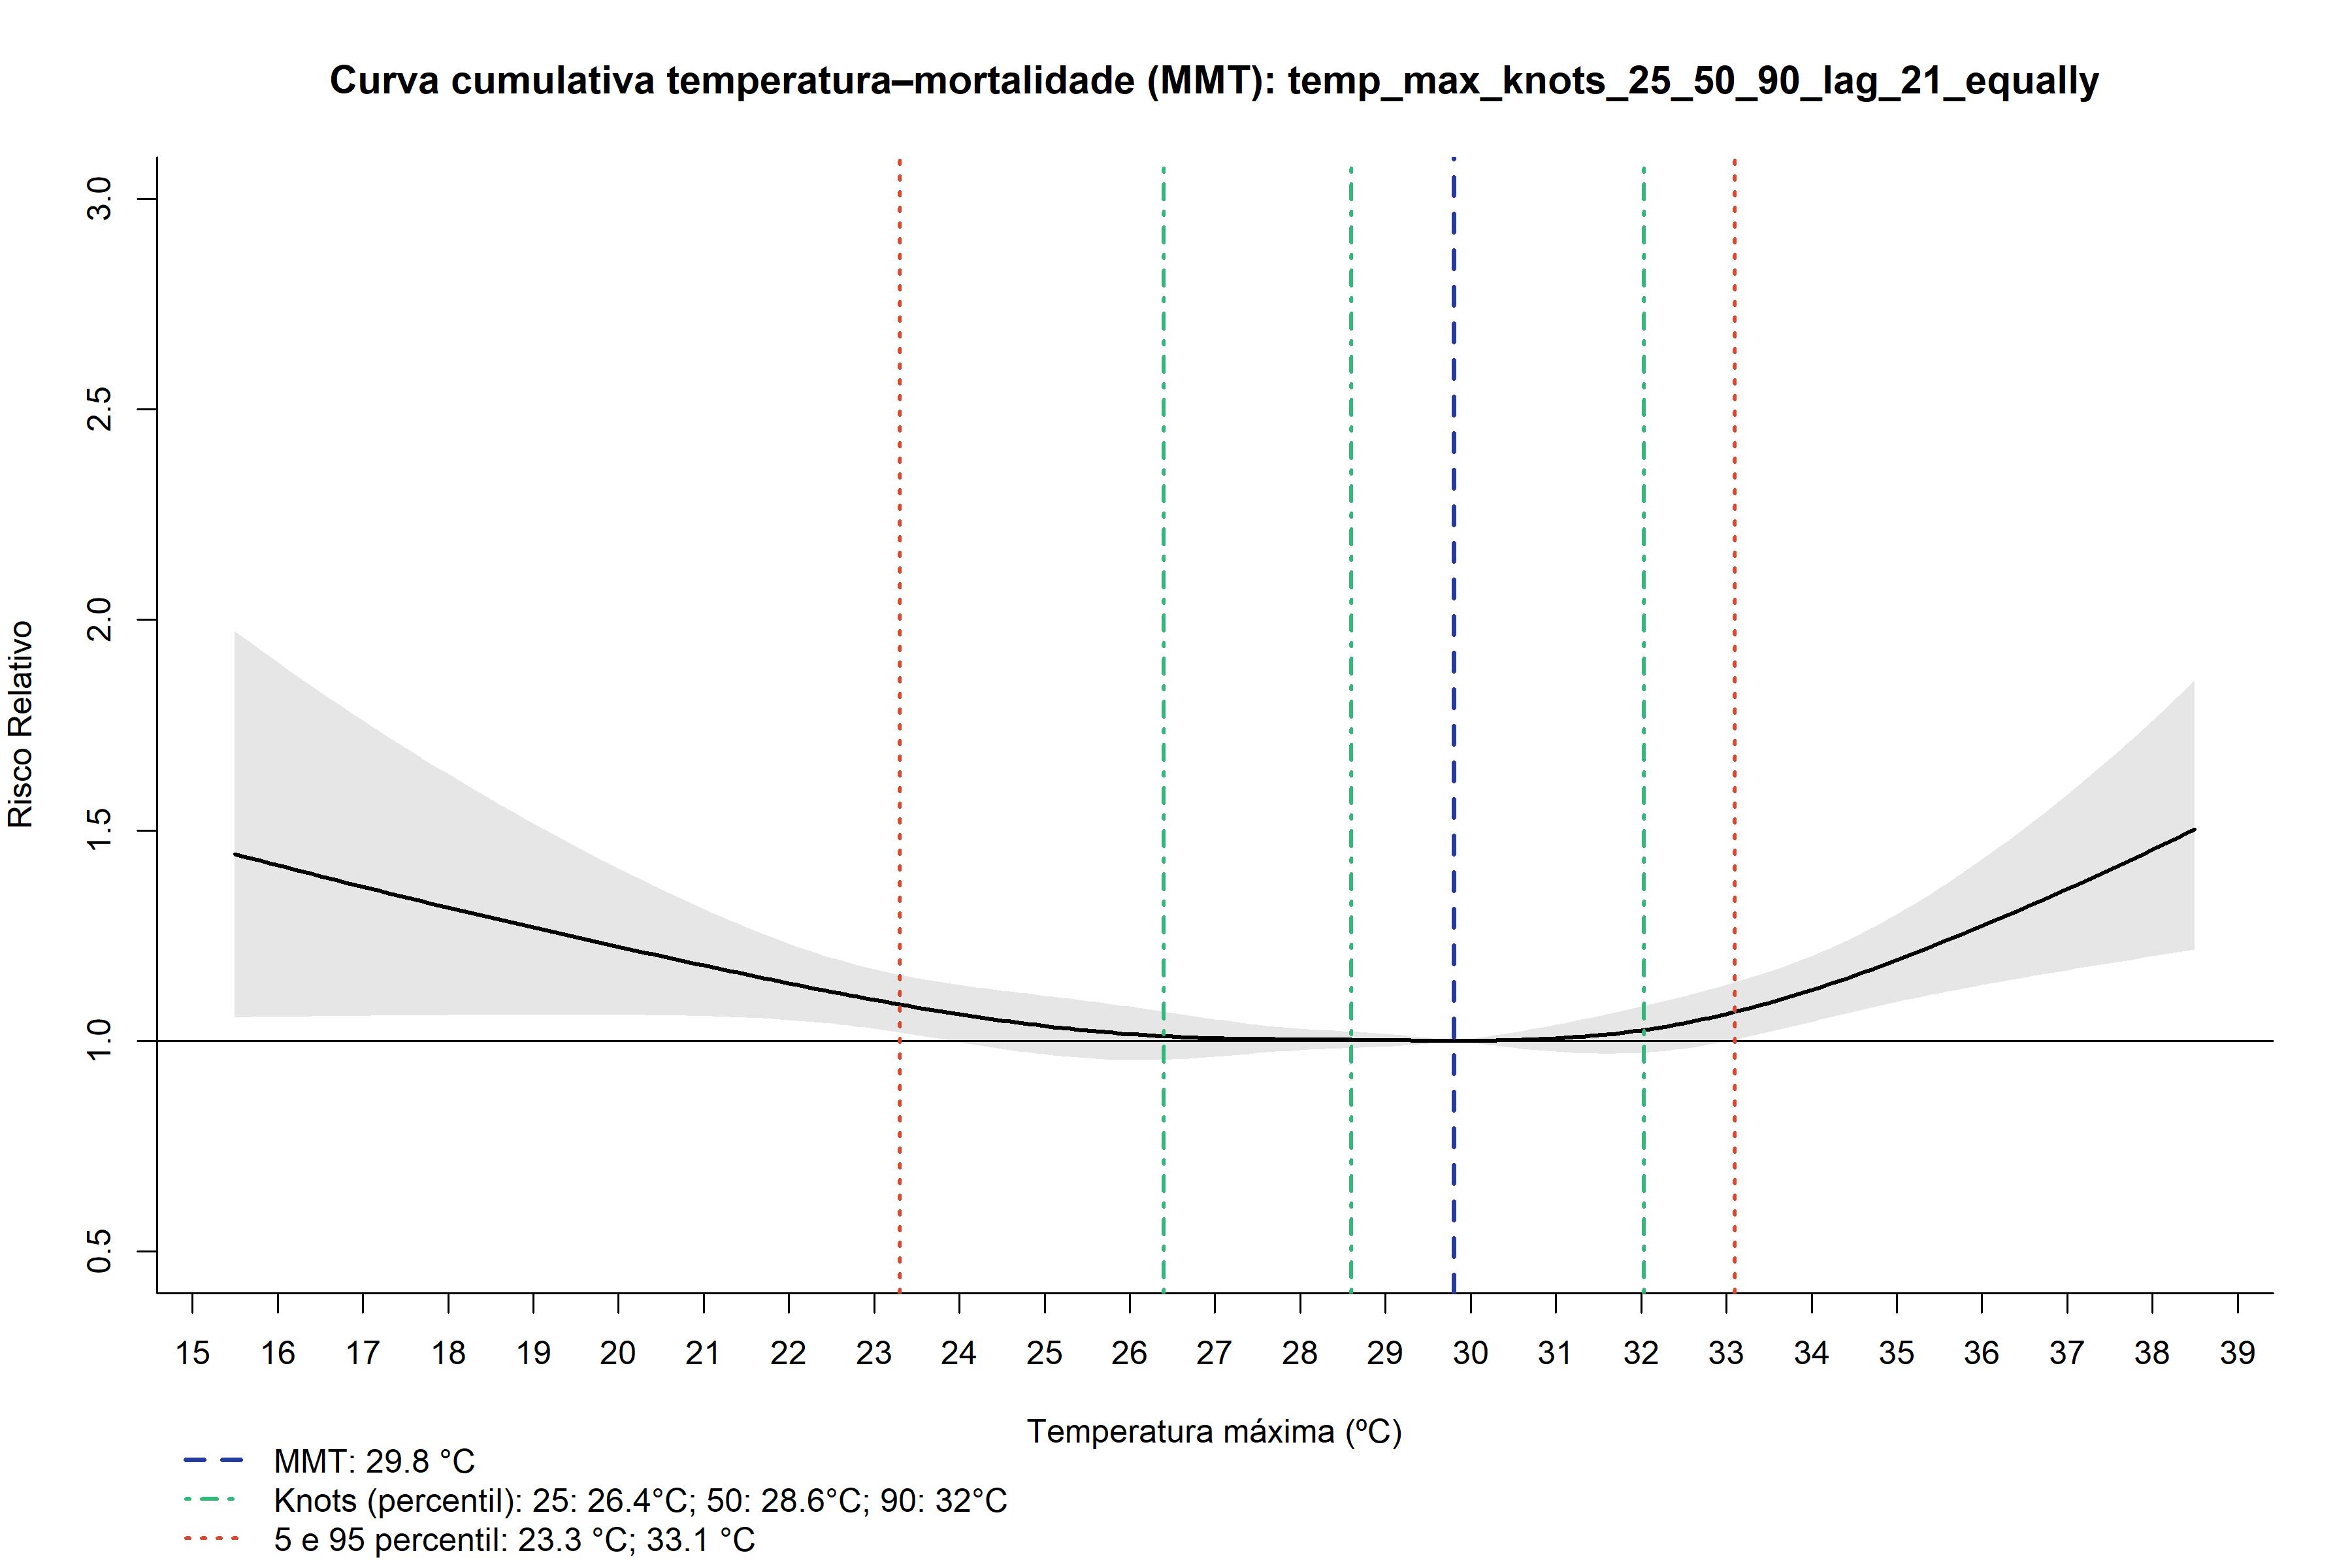 Curva cumulativa temperatura–mortalidade (MMT): temp_max_knots_25_50_90_lag_21_equally
Risco Relativo
3.0
2.5
2.0
1.5
1.0
0.5
15 16 17 18 19 20 21 22 23 24 25 26 27 28 29 30 31 32 33 34 35 36 37 38 39
Temperatura máxima (ºC)
MMT: 29.8 °C
Knots (percentil): 25: 26.4°C; 50: 28.6°C; 90: 32°C
5 e 95 percentil: 23.3 °C; 33.1 °C